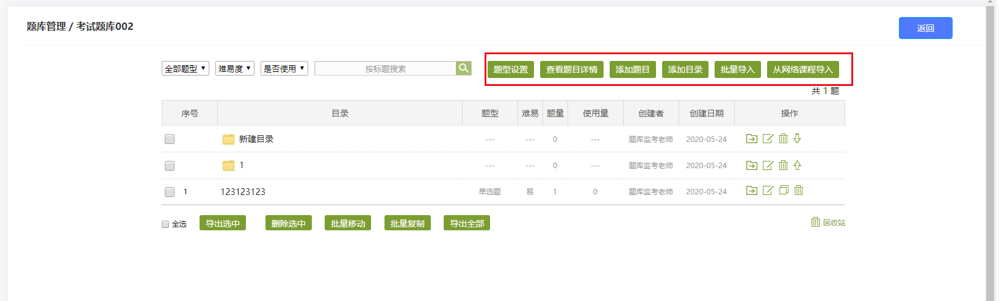 题库管理 / 考试题库002
返回
全部题型 难易度 是否使用 按标题搜索 题型设置 查看题目详情 添加题目 添加目录 批量导入 从网络课程导入
共 1 题
序号 目录 题型 难易 题量 使用量 创建者 创建日期 操作
新建目录 --- --- 0 --- 题库监考老师 2020-05-24
1 --- --- 0 --- 题库监考老师 2020-05-24
1 123123123 单选题 易 1 0 题库监考老师 2020-05-24
全选 导出选中 删除选中 批量移动 批量复制 导出全部 回收站